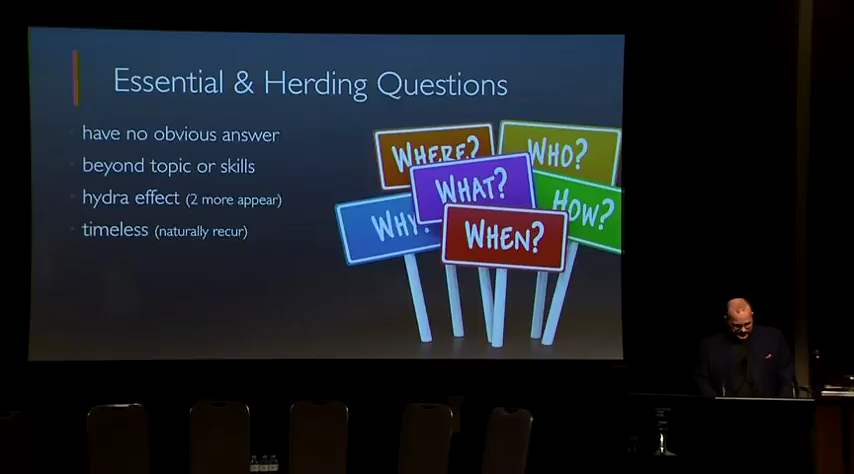 Essential & Herding Questions
have no obvious answer
beyond topic or skills
hydra effect (2 more appear)
timeless (naturally recur)
WHERE?
WHO?
WHAT?
WHY?
HOW?
WHEN?